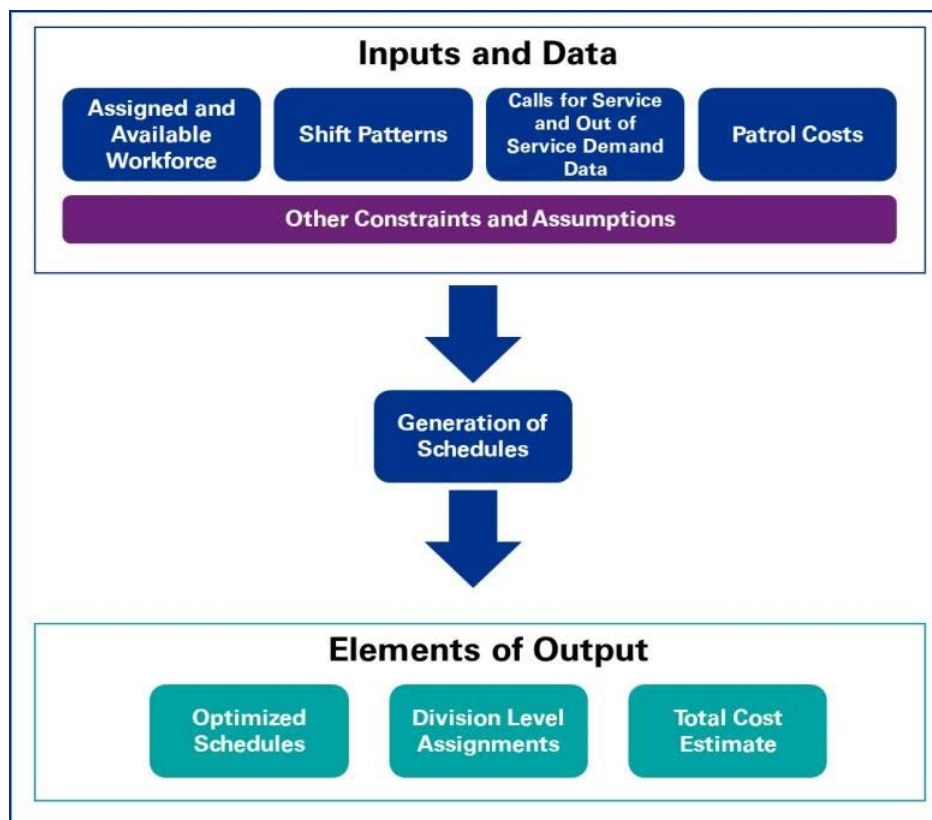 Inputs and Data
Assigned and
Available
Workforce
Shift Patterns
Calls for Service
and Out of
Service Demand
Data
Patrol Costs
Other Constraints and Assumptions
Generation of
Schedules
Elements of Output
Optimized
Schedules
Division Level
Assignments
Total Cost
Estimate